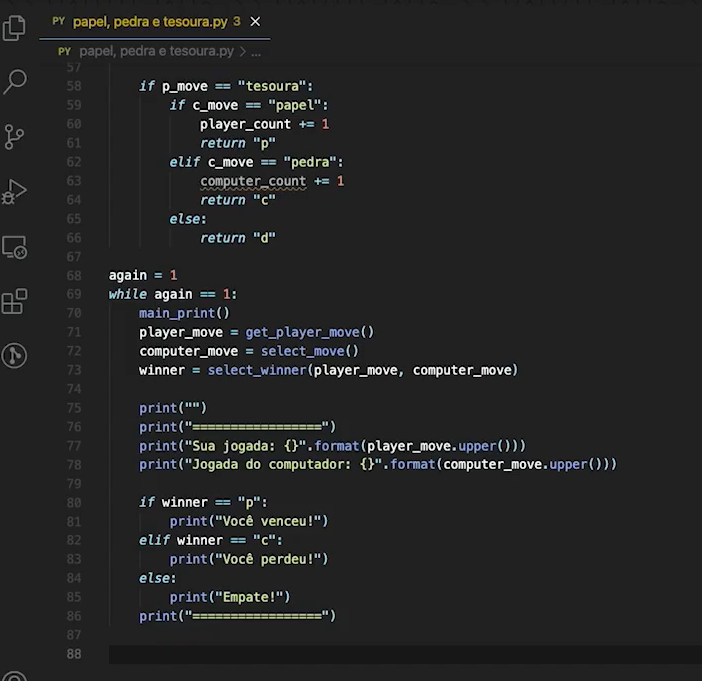 PY papel, pedra e tesoura.py 3 ×
PY papel, pedra e tesoura.py > ...
57
58 if p_move == "tesoura":
59 if c_move == "papel":
60 player_count += 1
61 return "p"
62 elif c_move == "pedra":
63 computer_count += 1
64 return "c"
65 else:
66 return "d"
67
68 again = 1
69 while again == 1:
70 main_print()
71 player_move = get_player_move()
72 computer_move = select_move()
73 winner = select_winner(player_move, computer_move)
74
75 print("")
76 print("=================")
77 print("Sua jogada: {}".format(player_move.upper()))
78 print("Jogada do computador: {}".format(computer_move.upper()))
79
80 if winner == "p":
81 print("Você venceu!")
82 elif winner == "c":
83 print("Você perdeu!")
84 else:
85 print("Empate!")
86 print("=================")
87
88